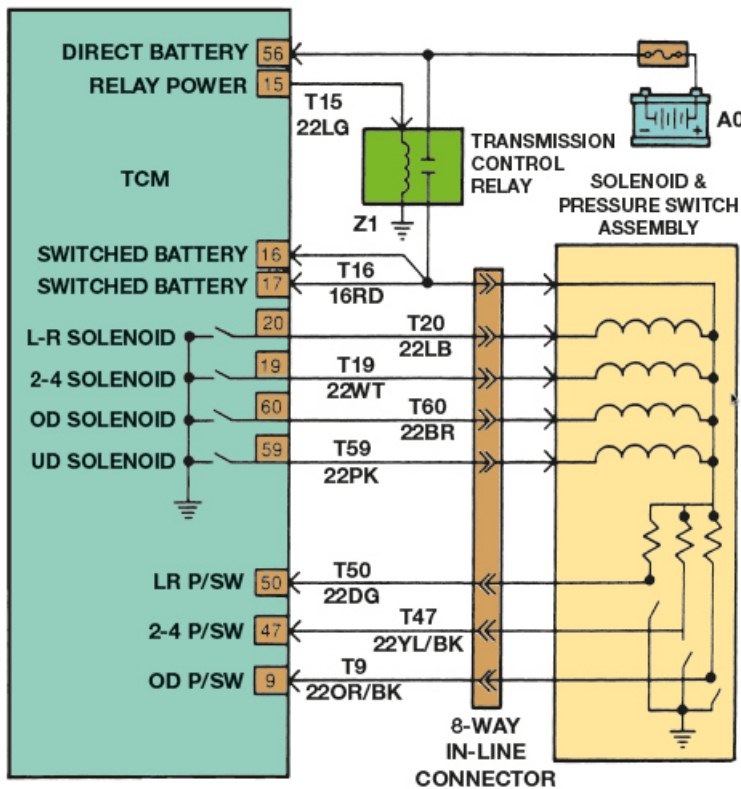 DIRECT BATTERY 56
RELAY POWER 15
T15
22LG
A0
TRANSMISSION
CONTROL
RELAY
TCM
Z1
SOLENOID &
PRESSURE SWITCH
ASSEMBLY
SWITCHED BATTERY 16
SWITCHED BATTERY 17
T16
16RD
L-R SOLENOID 20
T20
22LB
2-4 SOLENOID 19
T19
22WT
OD SOLENOID 60
T60
22BR
UD SOLENOID 59
T59
22PK
LR P/SW 50
T50
22DG
2-4 P/SW 47
T47
22YL/BK
OD P/SW 9
T9
22OR/BK
8-WAY
IN-LINE
CONNECTOR